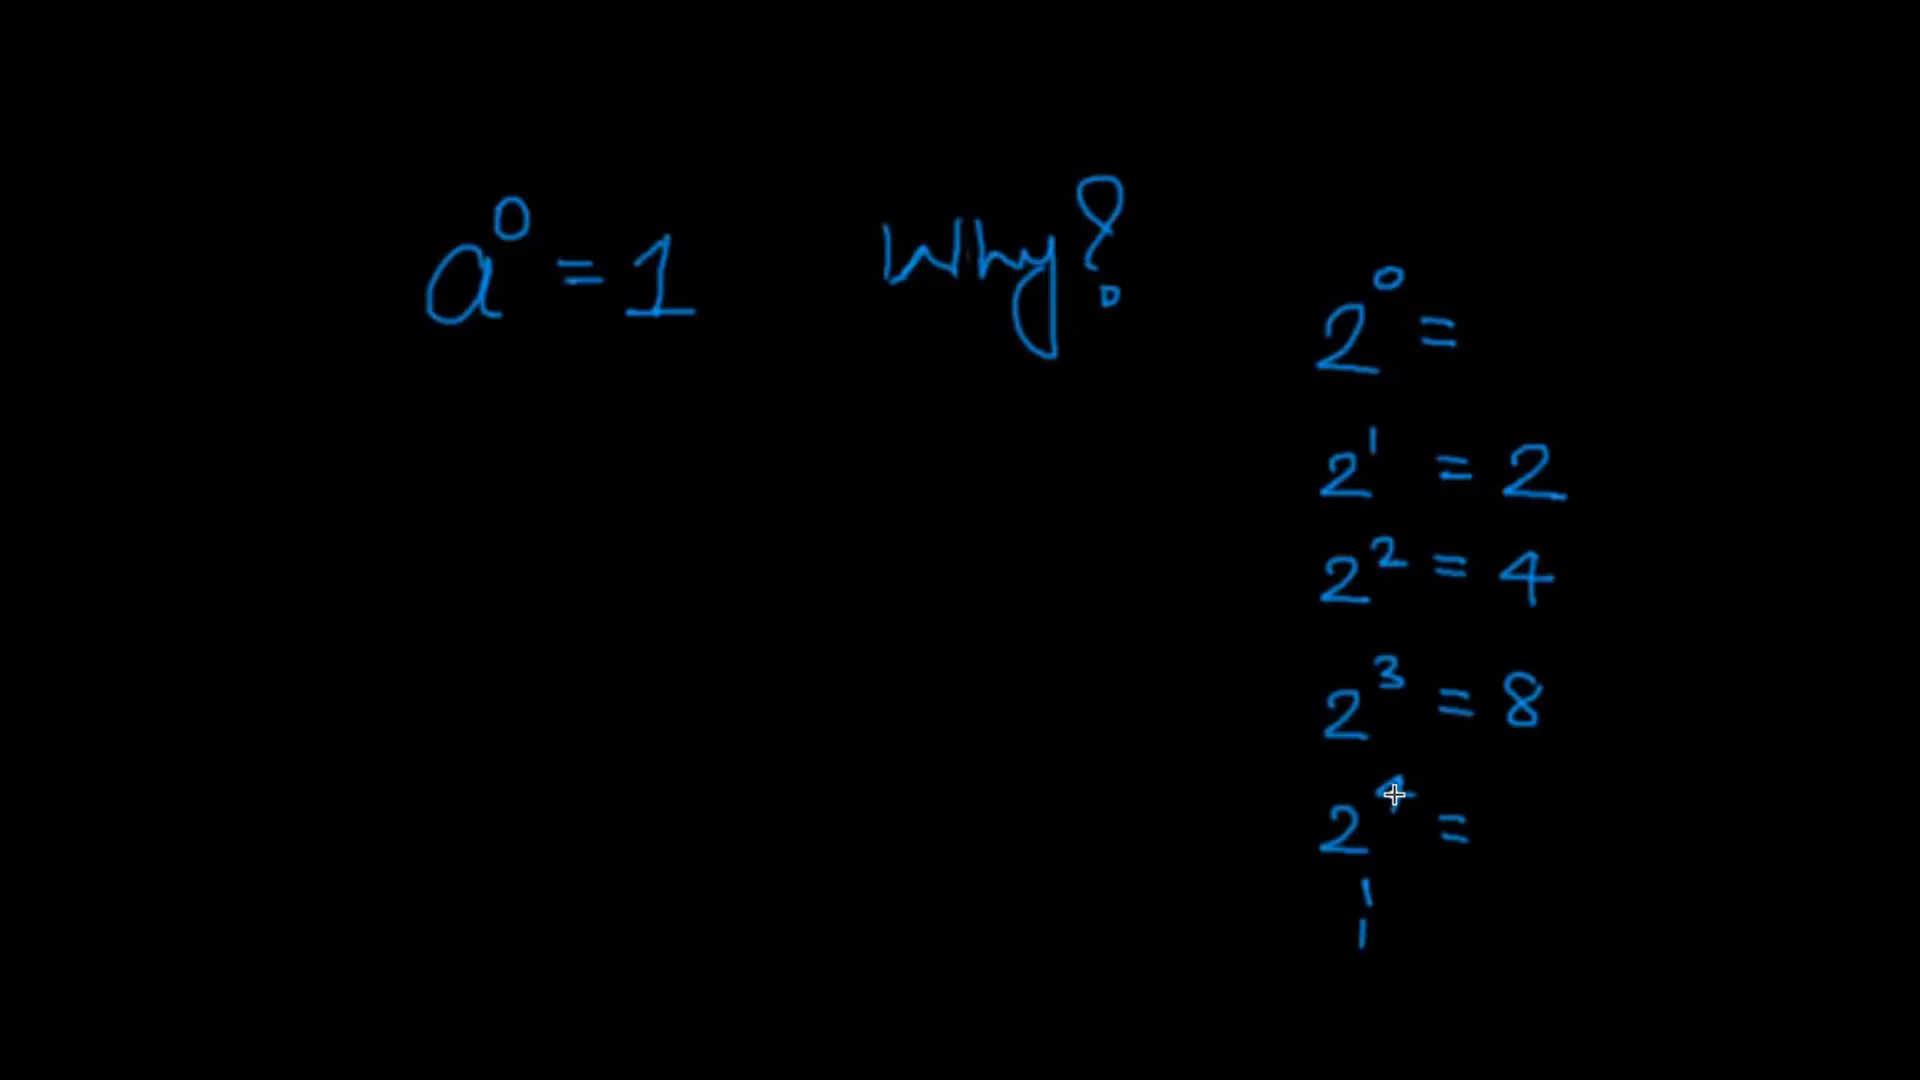 a⁰ = 1 Why?
2⁰ =
2¹ = 2
2² = 4
2³ = 8
2⁴ =